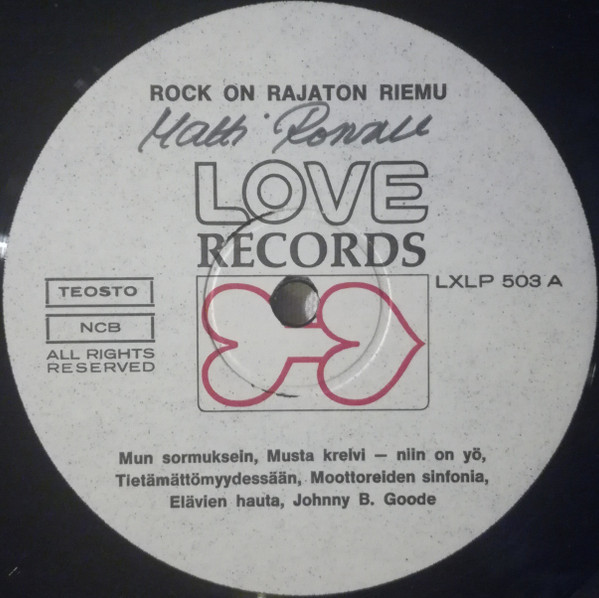 ROCK ON RAJATON RIEMU
Matti
LOVE
RECORDS
LXLP 503 A
TEOSTO
NCB
ALL RIGHTS
RESERVED
Mun sormuksein, Musta kreivi — niin on yö,
Tietämättömyydessään, Moottoreiden sinfonia,
Elävien hauta, Johnny B. Goode